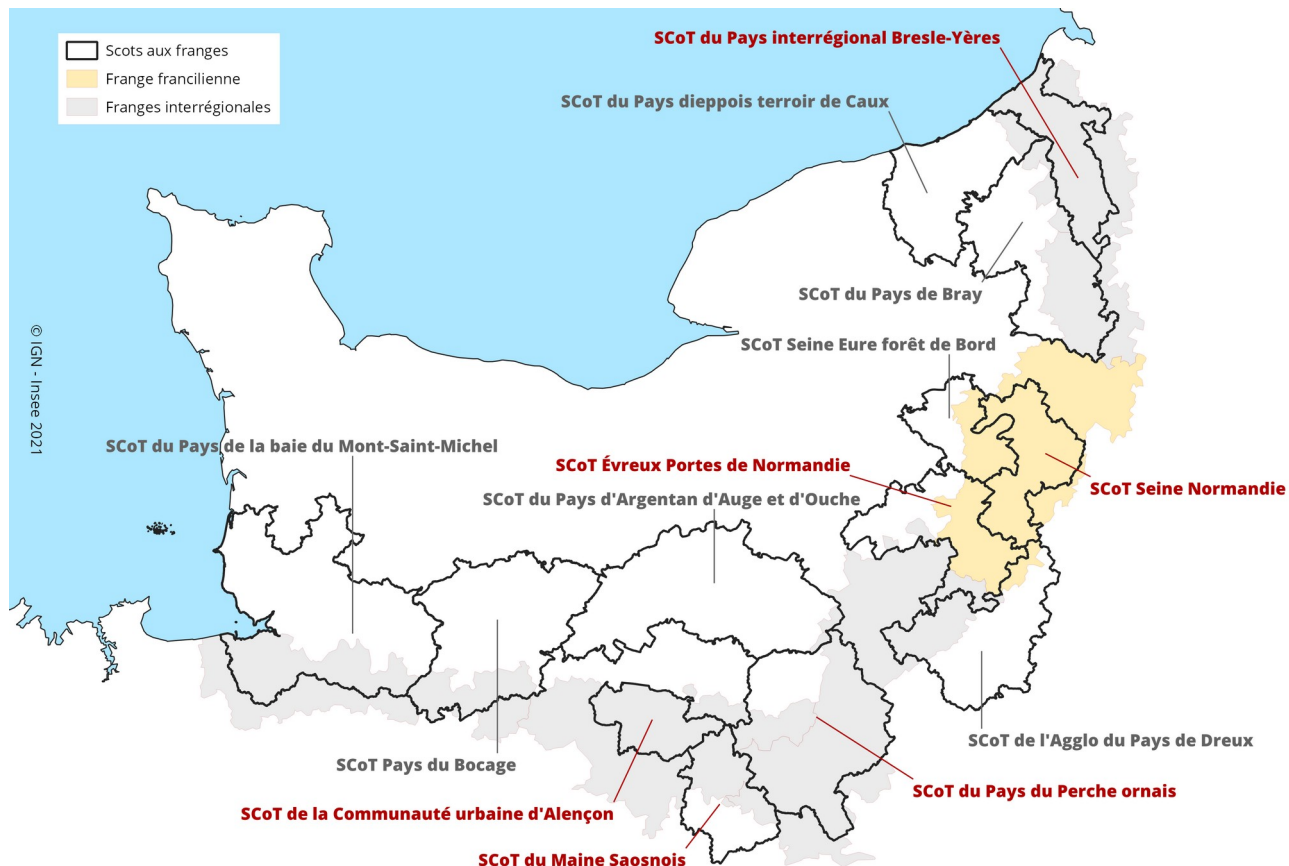 Scots aux franges
Frange francilienne
Franges interrégionales
SCoT du Pays interrégional Bresle-Yères
SCoT du Pays dieppois terroir de Caux
SCoT du Pays de Bray
SCoT Seine Eure forêt de Bord
© IGN - Insee 2021
SCoT du Pays de la baie du Mont-Saint-Michel
SCoT Évreux Portes de Normandie
SCoT Seine Normandie
SCoT du Pays d'Argentan d'Auge et d'Ouche
SCoT de l'Agglo du Pays de Dreux
SCoT Pays du Bocage
SCoT du Pays du Perche ornais
SCoT de la Communauté urbaine d'Alençon
SCoT du Maine Saosnois